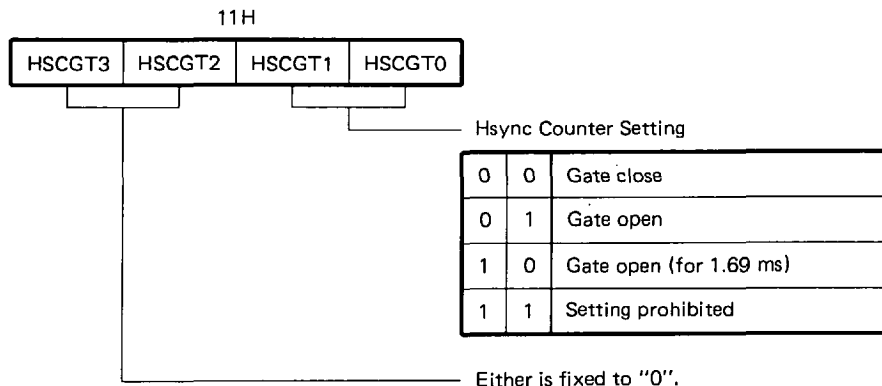 11H
HSCGT3 HSCGT2 HSCGT1 HSCGT0
Hsync Counter Setting
0 0 Gate close
0 1 Gate open
1 0 Gate open (for 1.69 ms)
1 1 Setting prohibited
Either is fixed to "0".